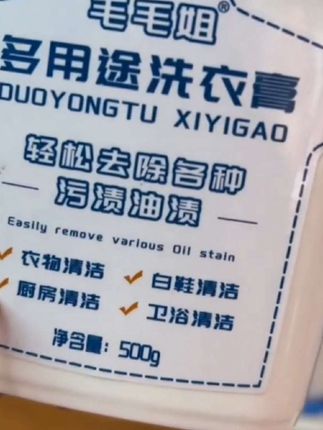 毛毛姐®
多用途洗衣膏
DUOYONGTU XIYIGAO
轻松去除各种
污渍油渍
Easily remove various Oil stain
衣物清洁 白鞋清洁
厨房清洁 卫浴清洁
净含量：500g